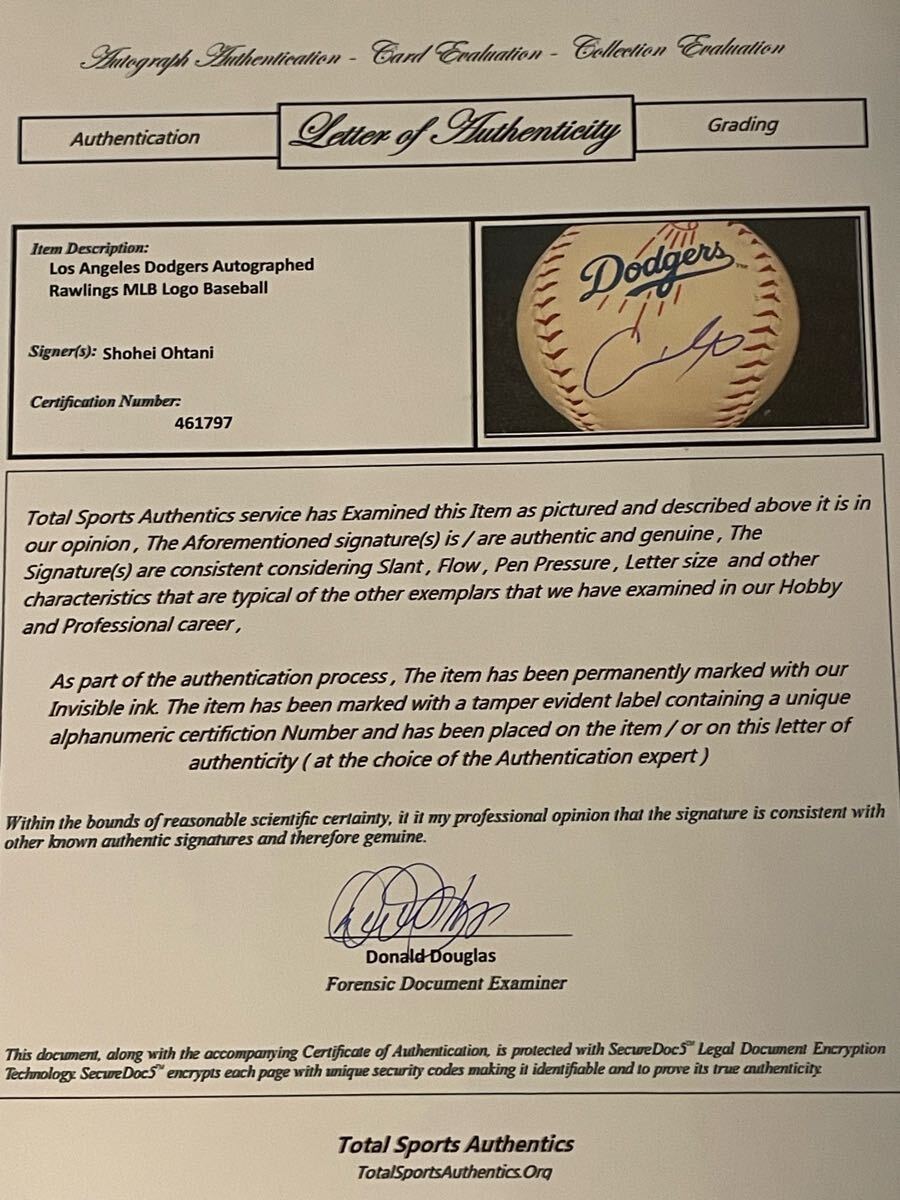 Autograph Authentication - Card Evaluation - Collection Evaluation
Authentication
Letter of Authenticity
Grading
Item Description:
Los Angeles Dodgers Autographed
Rawlings MLB Logo Baseball
Signer(s): Shohei Ohtani
Certification Number:
461797
Dodgers™
Total Sports Authentics service has Examined this Item as pictured and described above it is in
our opinion , The Aforementioned signature(s) is / are authentic and genuine , The
Signature(s) are consistent considering Slant , Flow , Pen Pressure , Letter size and other
characteristics that are typical of the other exemplars that we have examined in our Hobby
and Professional career ,
As part of the authentication process , The item has been permanently marked with our
Invisible ink. The item has been marked with a tamper evident label containing a unique
alphanumeric certifiction Number and has been placed on the item / or on this letter of
authenticity ( at the choice of the Authentication expert )
Within the bounds of reasonable scientific certainty, it it my professional opinion that the signature is consistent with
other known authentic signatures and therefore gemuine.
Donald Douglas
Forensic Document Examiner
This document, along with the accompanying Certificate of Authentication, is protected with SecureDoc5℠ Legal Document Encryption
Technology. SecureDoc5℠ encrypts each page with unique security codes making it identifiable and to prove its true authenticity.
Total Sports Authentics
TotalSportsAuthentics.Org